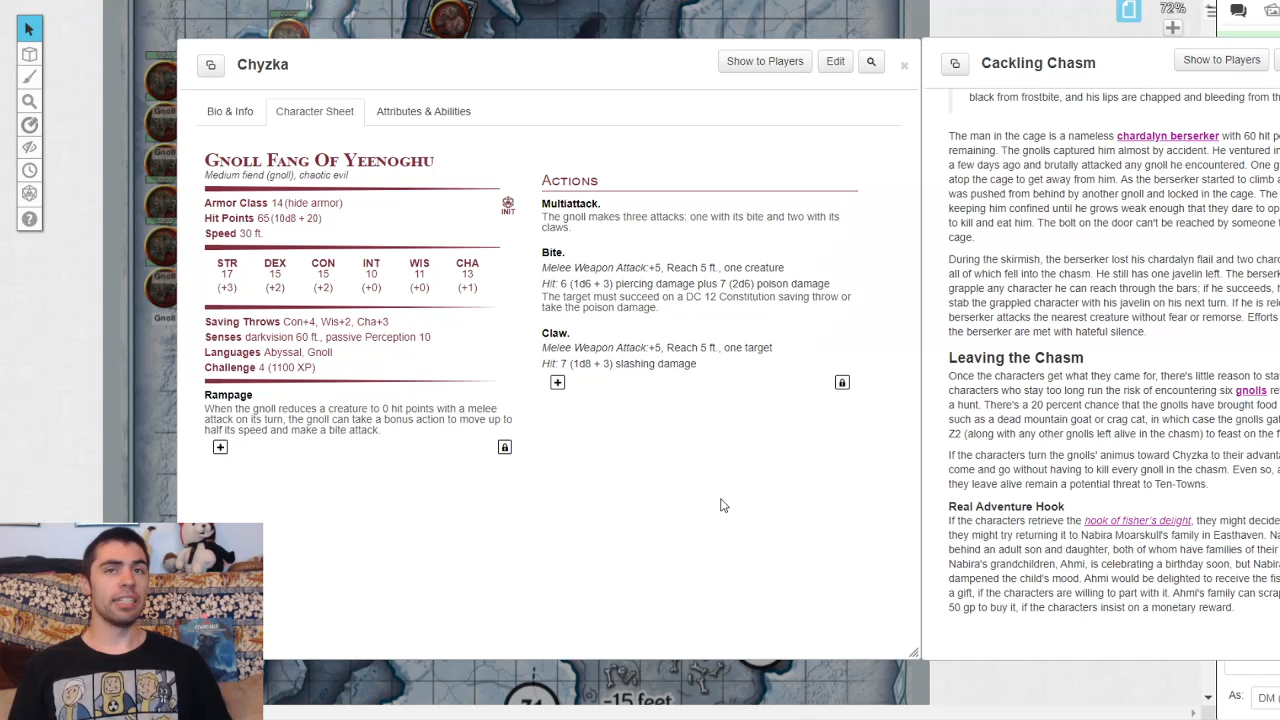 72%
Chyzka
Show to Players
Edit
Bio & Info
Character Sheet
Attributes & Abilities
GNOLL FANG OF YEENOGHU
Medium fiend (gnoll), chaotic evil
Armor Class 14 (hide armor)
Hit Points 65 (10d8 + 20)
Speed 30 ft.
INIT
STR DEX CON INT WIS CHA
17 15 15 10 11 13
(+3) (+2) (+2) (+0) (+0) (+1)
Saving Throws Con+4, Wis+2, Cha+3
Senses darkvision 60 ft., passive Perception 10
Languages Abyssal, Gnoll
Challenge 4 (1100 XP)
Rampage
When the gnoll reduces a creature to 0 hit points with a melee
attack on its turn, the gnoll can take a bonus action to move up to
half its speed and make a bite attack.
ACTIONS
Multiattack.
The gnoll makes three attacks: one with its bite and two with its
claws.
Bite.
Melee Weapon Attack:+5, Reach 5 ft., one creature
Hit: 6 (1d6 + 3) piercing damage plus 7 (2d6) poison damage
The target must succeed on a DC 12 Constitution saving throw or
take the poison damage.
Claw.
Melee Weapon Attack:+5, Reach 5 ft., one target
Hit: 7 (1d8 + 3) slashing damage
Cackling Chasm
Show to Players
black from frostbite, and his lips are chapped and bleeding from th
The man in the cage is a nameless chardalyn berserker with 60 hit p
remaining. The gnolls captured him almost by accident. He ventured in
a few days ago and brutally attacked any gnoll he encountered. One g
atop the cage to get away from him. As the berserker started to climb a
was pushed from behind by another gnoll and locked in the cage. The
keeping him confined until he grows weak enough that they dare to op
to kill and eat him. The bolt on the door can't be reached by someone
cage.
During the skirmish, the berserker lost his chardalyn flail and two char
all of which fell into the chasm. He still has one javelin left. The berser
grapple any character he can reach through the bars; if he succeeds, h
stab the grappled character with his javelin on his next turn. If he is rele
berserker attacks the nearest creature without fear or remorse. Efforts
the berserker are met with hateful silence.
Leaving the Chasm
Once the characters get what they came for, there's little reason to sta
characters who stay too long run the risk of encountering six gnolls re
a hunt. There's a 20 percent chance that the gnolls have brought food
such as a dead mountain goat or crag cat, in which case the gnolls gat
Z2 (along with any other gnolls left alive in the chasm) to feast on the f
If the characters turn the gnolls' animus toward Chyzka to their advanta
come and go without having to kill every gnoll in the chasm. Even so, a
they leave alive remain a potential threat to Ten-Towns.
Real Adventure Hook
If the characters retrieve the hook of fisher's delight, they might decide
they might try returning it to Nabira Moarskull's family in Easthaven. Na
behind an adult son and daughter, both of whom have families of their
Nabira's grandchildren, Ahmi, is celebrating a birthday soon, but Nabir
dampened the child's mood. Ahmi would be delighted to receive the fis
a gift, if the characters are willing to part with it. Ahmi's family can scrap
50 gp to buy it, if the characters insist on a monetary reward.
-15 feet
As: DM (